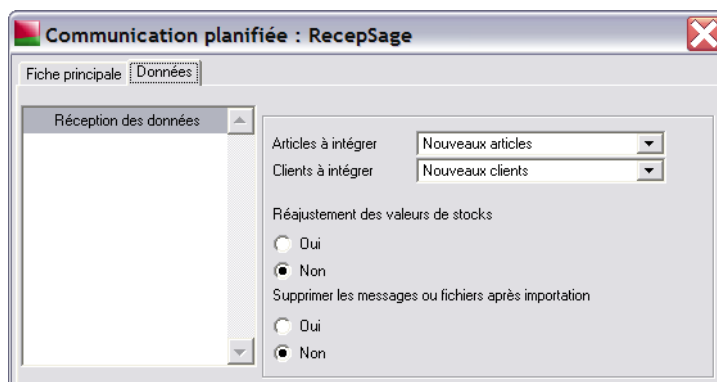 Communication planifiée : RecepSage
Fiche principale Données
Réception des données
Articles à intégrer Nouveaux articles
Clients à intégrer Nouveaux clients
Réajustement des valeurs de stocks
Oui
Non
Supprimer les messages ou fichiers après importation
Oui
Non